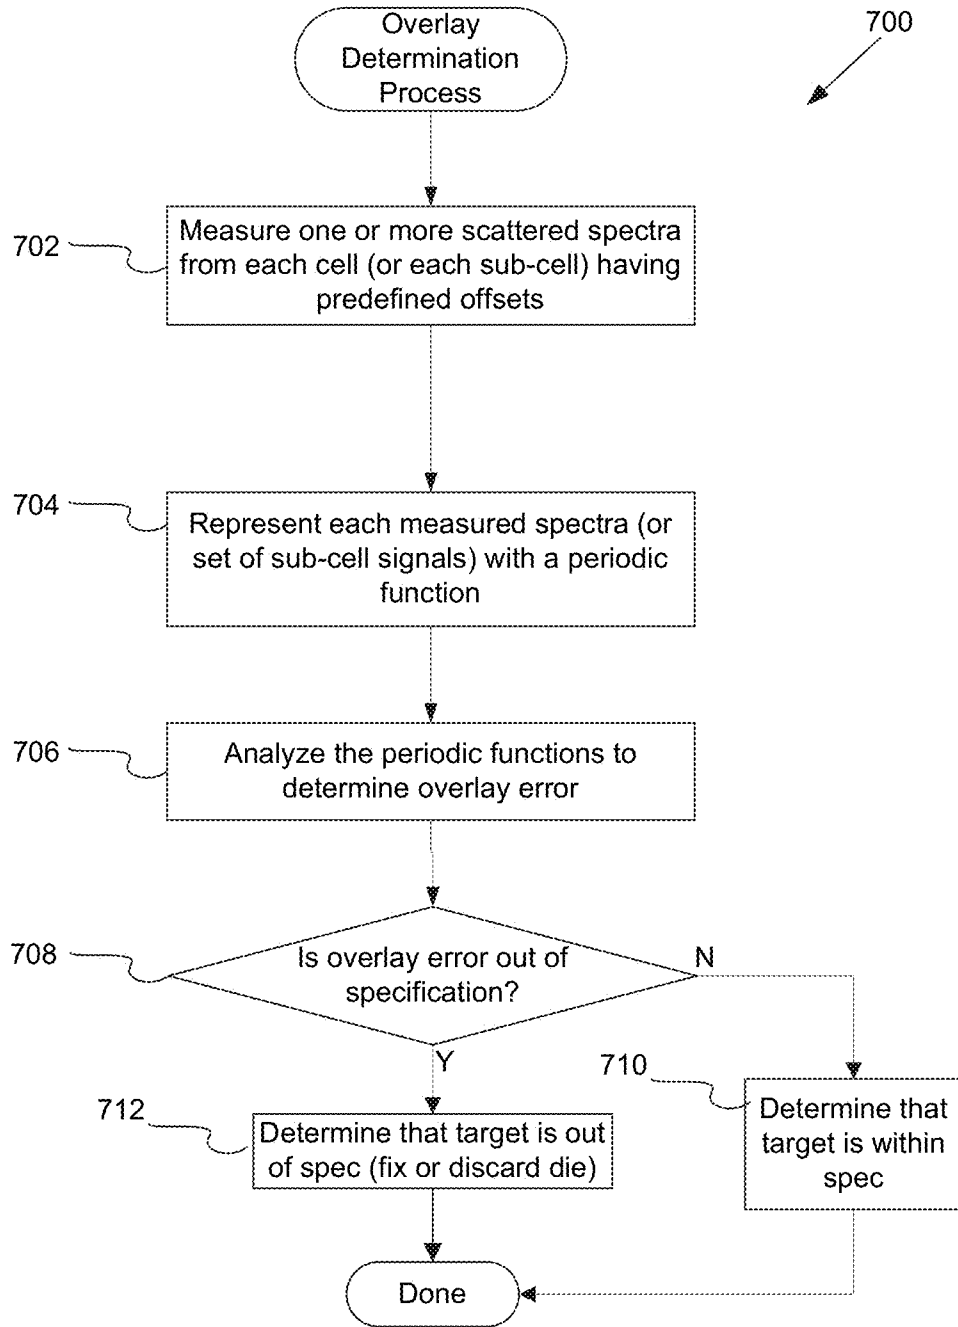 Overlay
Determination
Process
700
702
Measure one or more scattered spectra
from each cell (or each sub-cell) having
predefined offsets
704
Represent each measured spectra (or
set of sub-cell signals) with a periodic
function
706
Analyze the periodic functions to
determine overlay error
708
Is overlay error out of
specification?
N
Y
710
Determine that
target is within
spec
712
Determine that target is out
of spec (fix or discard die)
Done